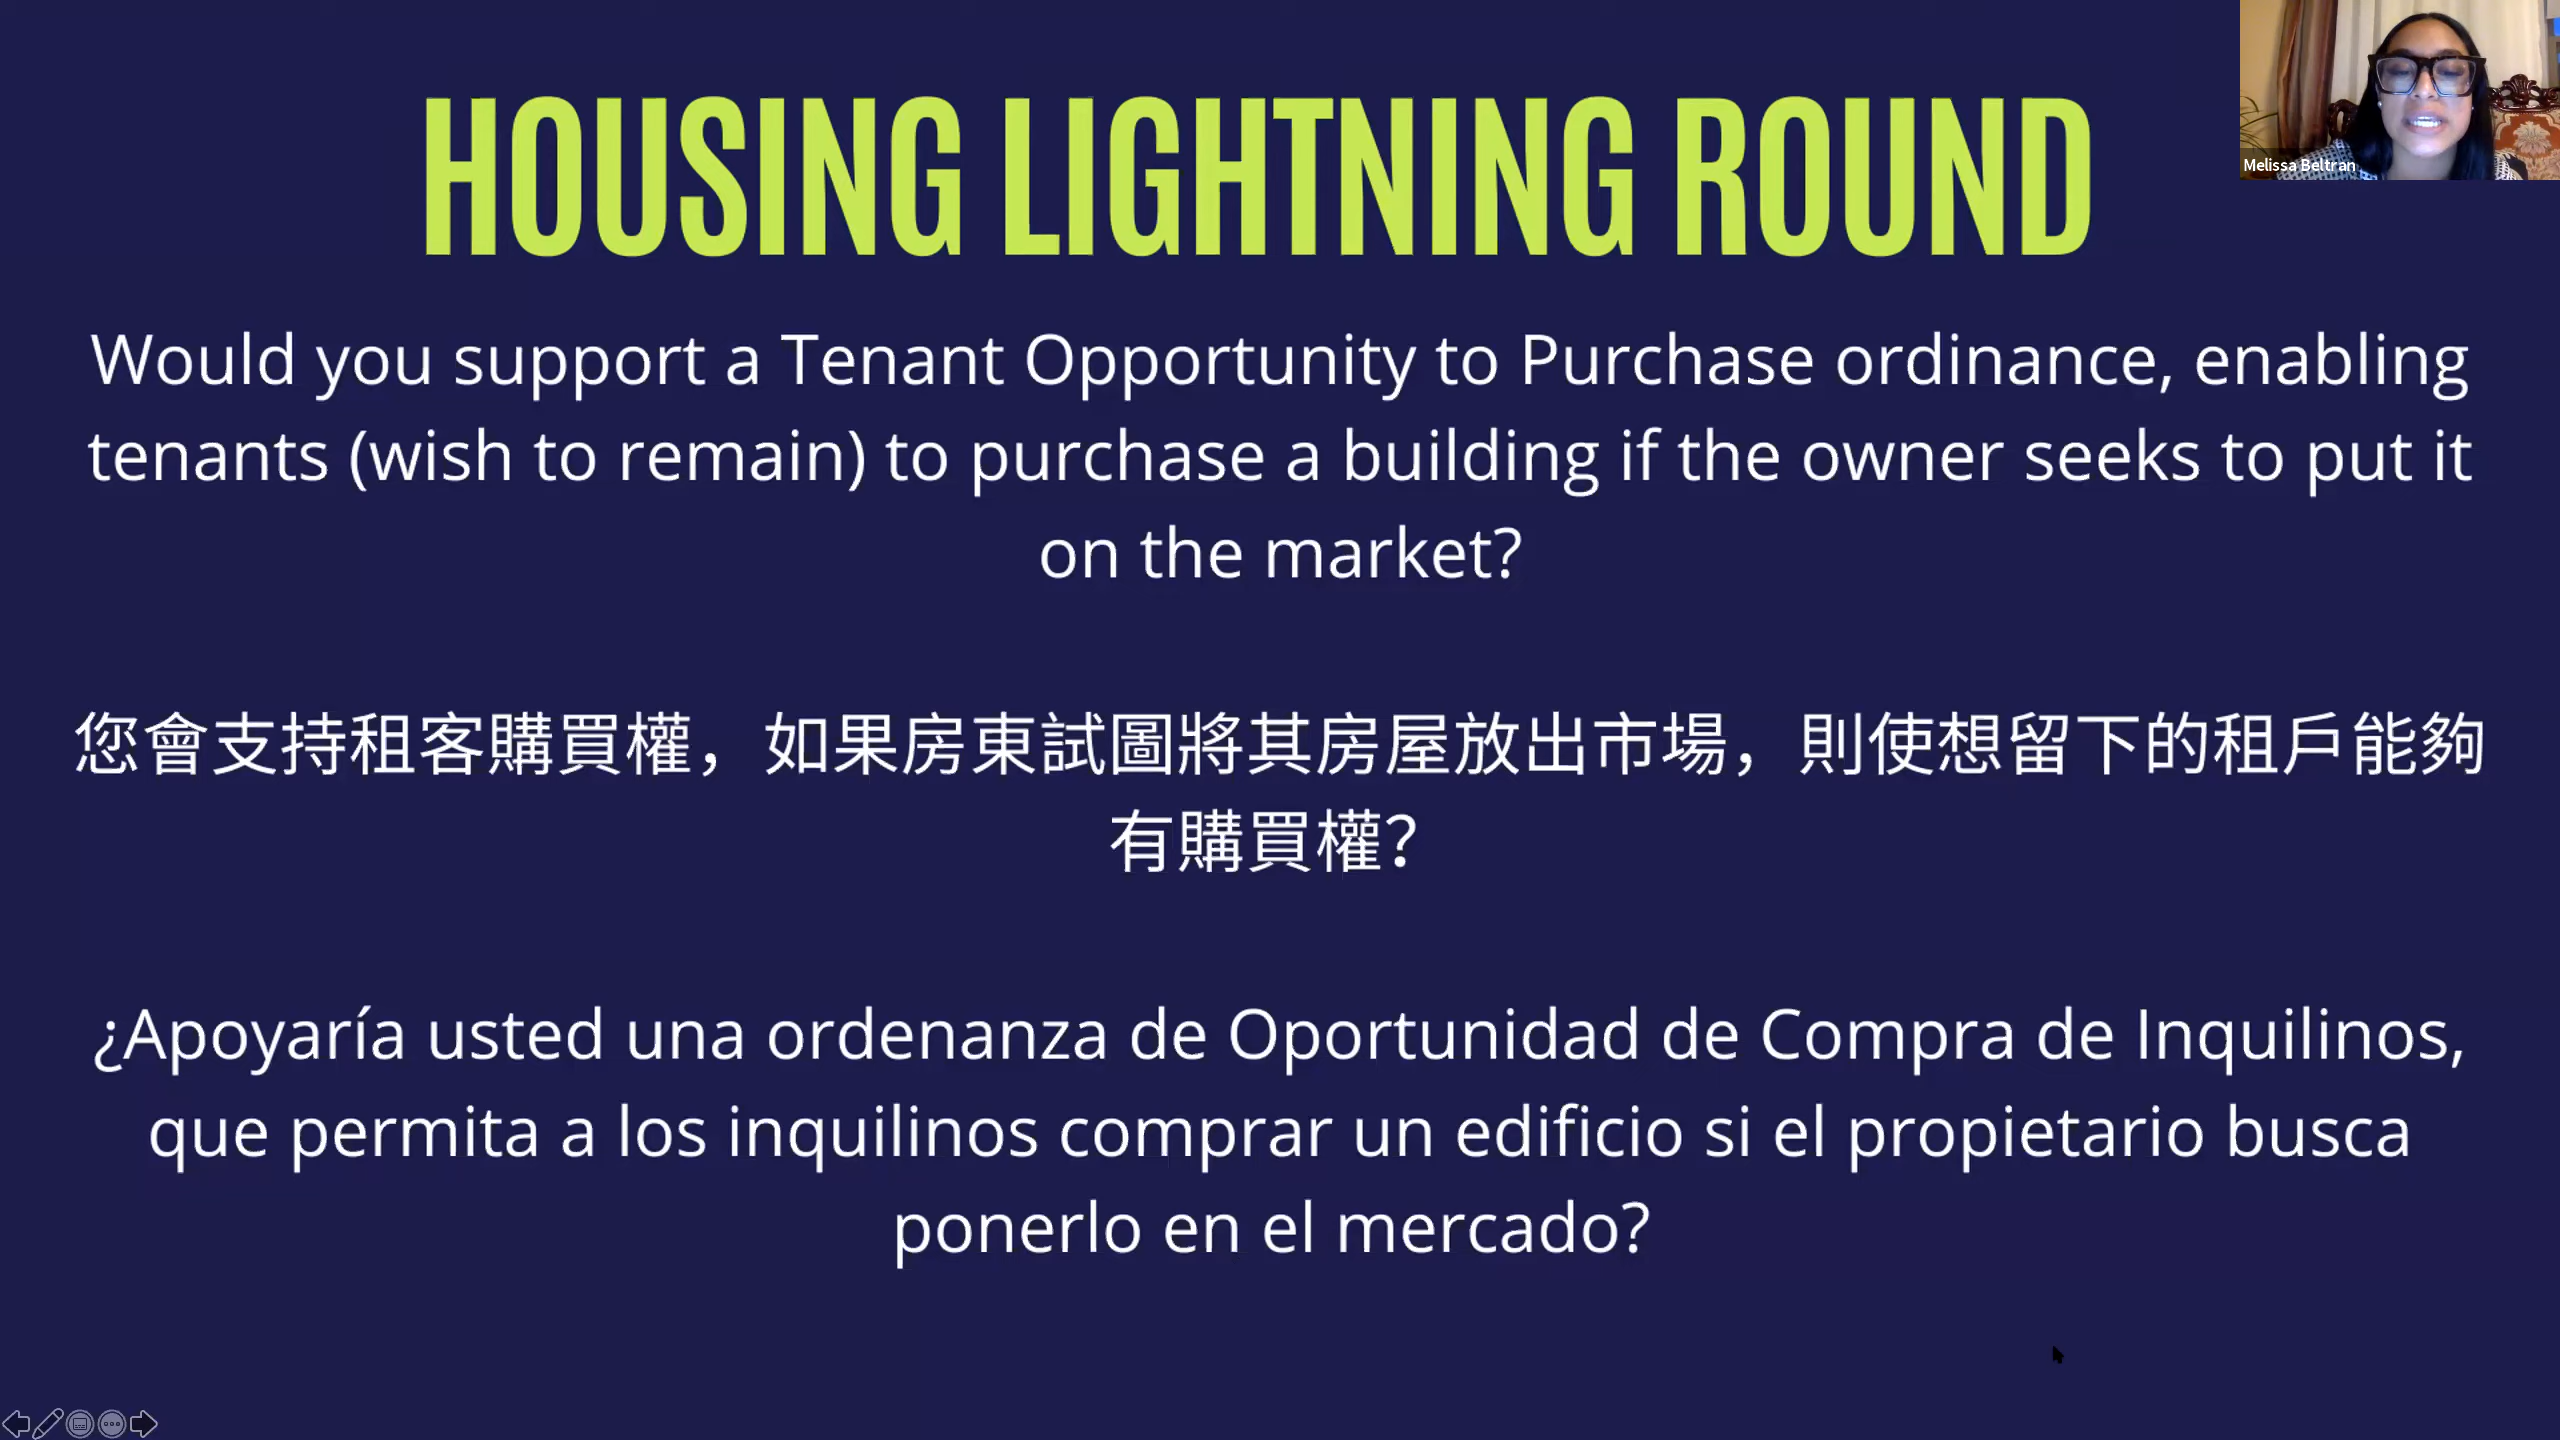 HOUSING LIGHTNING ROUND
Melissa Beltran
Would you support a Tenant Opportunity to Purchase ordinance, enabling
tenants (wish to remain) to purchase a building if the owner seeks to put it
on the market?
您會支持租客購買權，如果房東試圖將其房屋放出市場，則使想留下的租戶能夠
有購買權？
¿Apoyaría usted una ordenanza de Oportunidad de Compra de Inquilinos,
que permita a los inquilinos comprar un edificio si el propietario busca
ponerlo en el mercado?